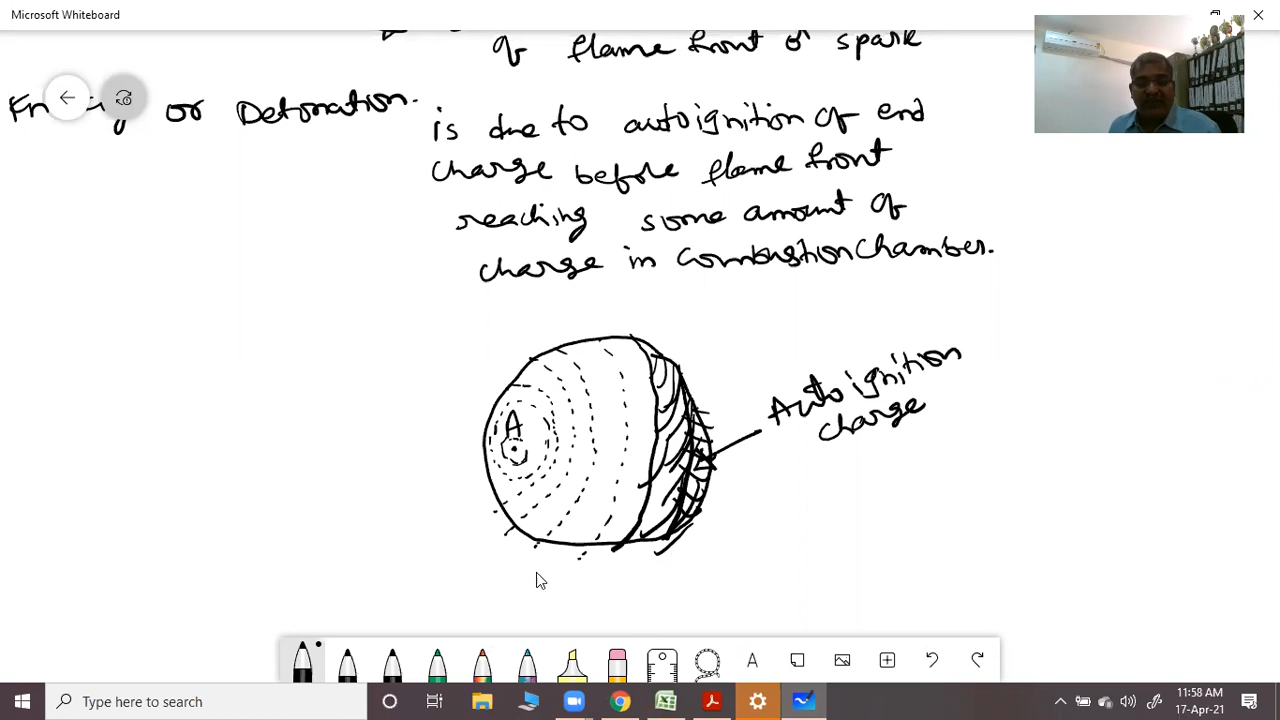 Microsoft Whiteboard
of flame front or spark
or Detonation.
is due to autoignition of end
charge before flame front
reaching some amount of
charge in combustion chamber.
A
Auto ignition
charge
A
Type here to search
11:58 AM
17-Apr-21